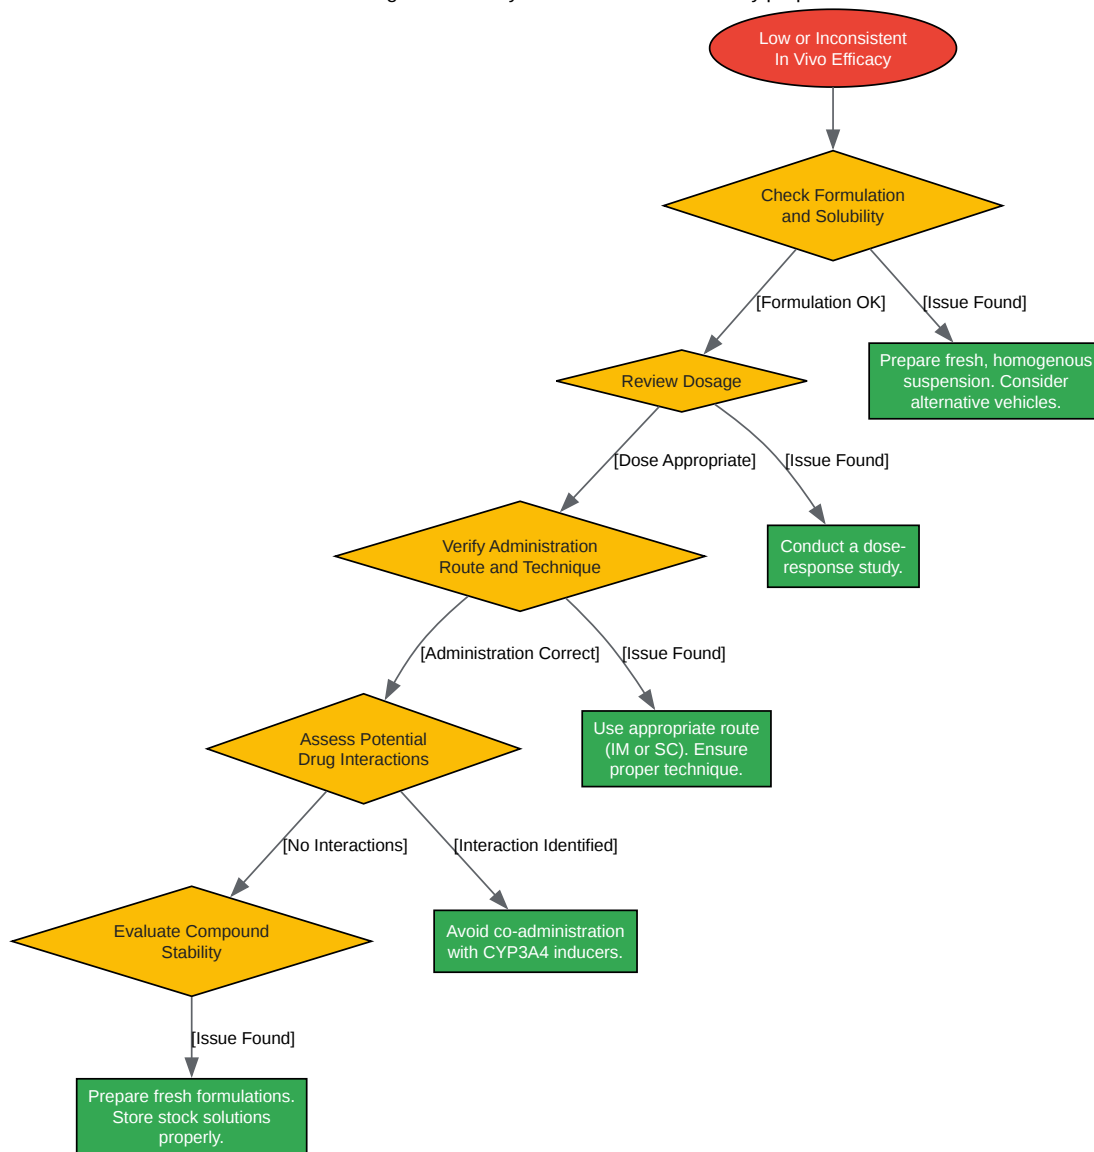 Low or Inconsistent
In Vivo Efficacy
Check Formulation
and Solubility
[Formulation OK]
[Issue Found]
Prepare fresh, homogenous
suspension. Consider
alternative vehicles.
Review Dosage
[Dose Appropriate]
[Issue Found]
Conduct a dose-
response study.
Verify Administration
Route and Technique
[Administration Correct]
[Issue Found]
Use appropriate route
(IM or SC). Ensure
proper technique.
Assess Potential
Drug Interactions
[No Interactions]
[Interaction Identified]
Avoid co-administration
with CYP3A4 inducers.
Evaluate Compound
Stability
[Issue Found]
Prepare fresh formulations.
Store stock solutions
properly.